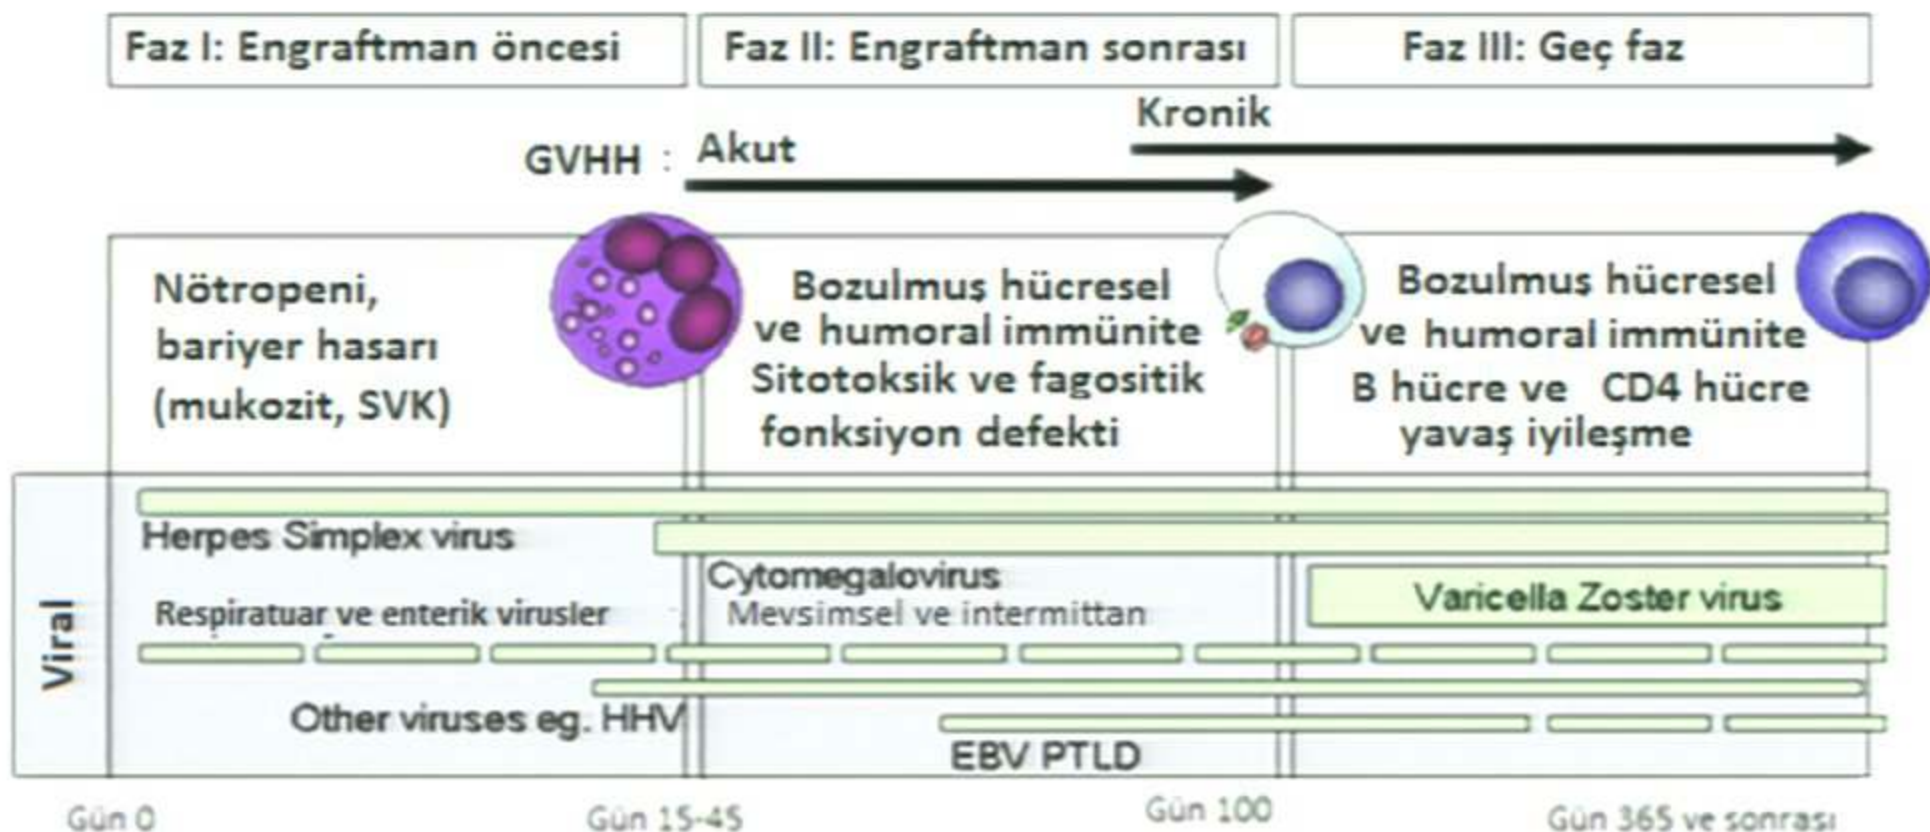 Faz I: Engraftman öncesi
Faz II: Engraftman sonrası
Faz III: Geç faz
Kronik
GVHH : Akut
Nötropeni,
bariyer hasarı
(mukozit, SVK)
Bozulmuş hücresel
ve humoral immünite
Sitotoksik ve fagositik
fonksiyon defekti
Bozulmuş hücresel
ve humoral immünite
B hücre ve CD4 hücre
yavaş iyileşme
Viral
Herpes Simplex virus
Cytomegalovirus
Varicella Zoster virus
Respiratuar ve enterik virusler
Mevsimsel ve intermittan
Other viruses eg. HHV
EBV PTLD
Gün 0
Gün 15-45
Gün 100
Gün 365 ve sonrası